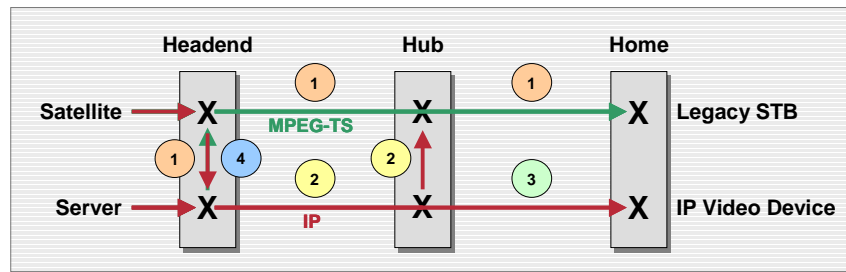 Headend Hub Home
1 1
Satellite X X X Legacy STB
MPEG-TS
1 4 2 2 3
Server X X X IP Video Device
IP